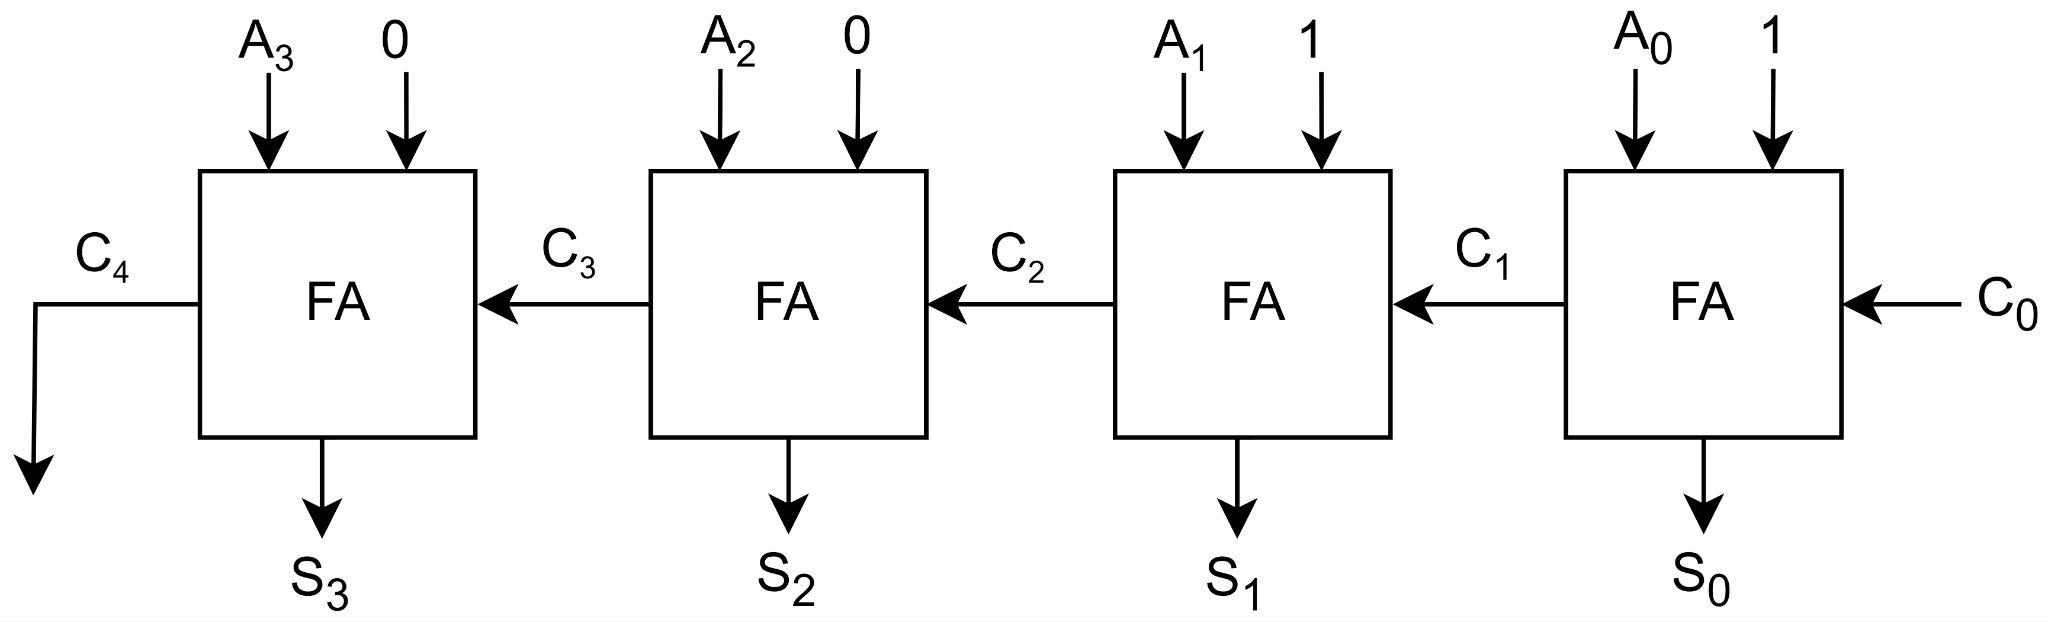 A₃ 0 A₂ 0 A₁ 1 A₀ 1
C₄ C₃ C₂ C₁ C₀
FA FA FA FA
S₃ S₂ S₁ S₀